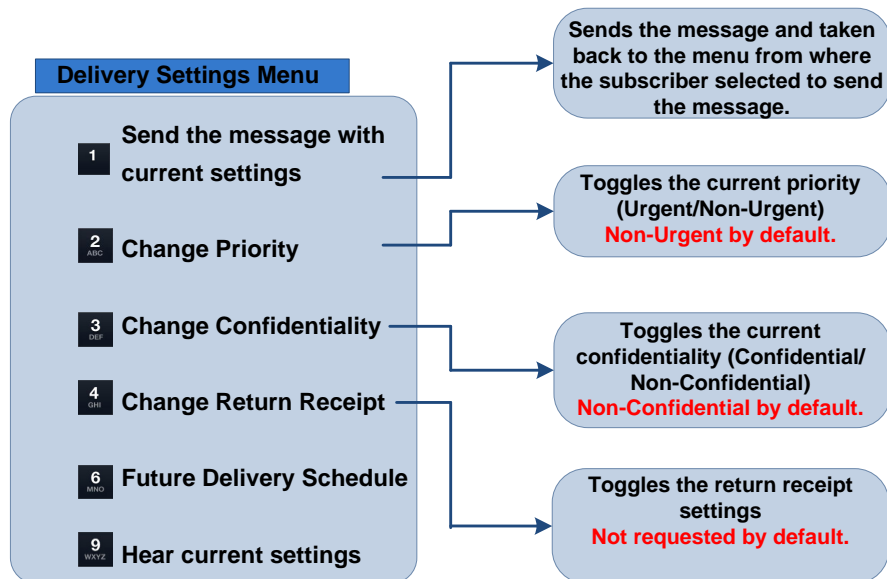 Delivery Settings Menu
1
Send the message with
current settings
2
ABC
Change Priority
3
DEF
Change Confidentiality
4
GHI
Change Return Receipt
6
MNO
Future Delivery Schedule
9
WXYZ
Hear current settings
Sends the message and taken
back to the menu from where
the subscriber selected to send
the message.
Toggles the current priority
(Urgent/Non-Urgent)
Non-Urgent by default.
Toggles the current
confidentiality (Confidential/
Non-Confidential)
Non-Confidential by default.
Toggles the return receipt
settings
Not requested by default.